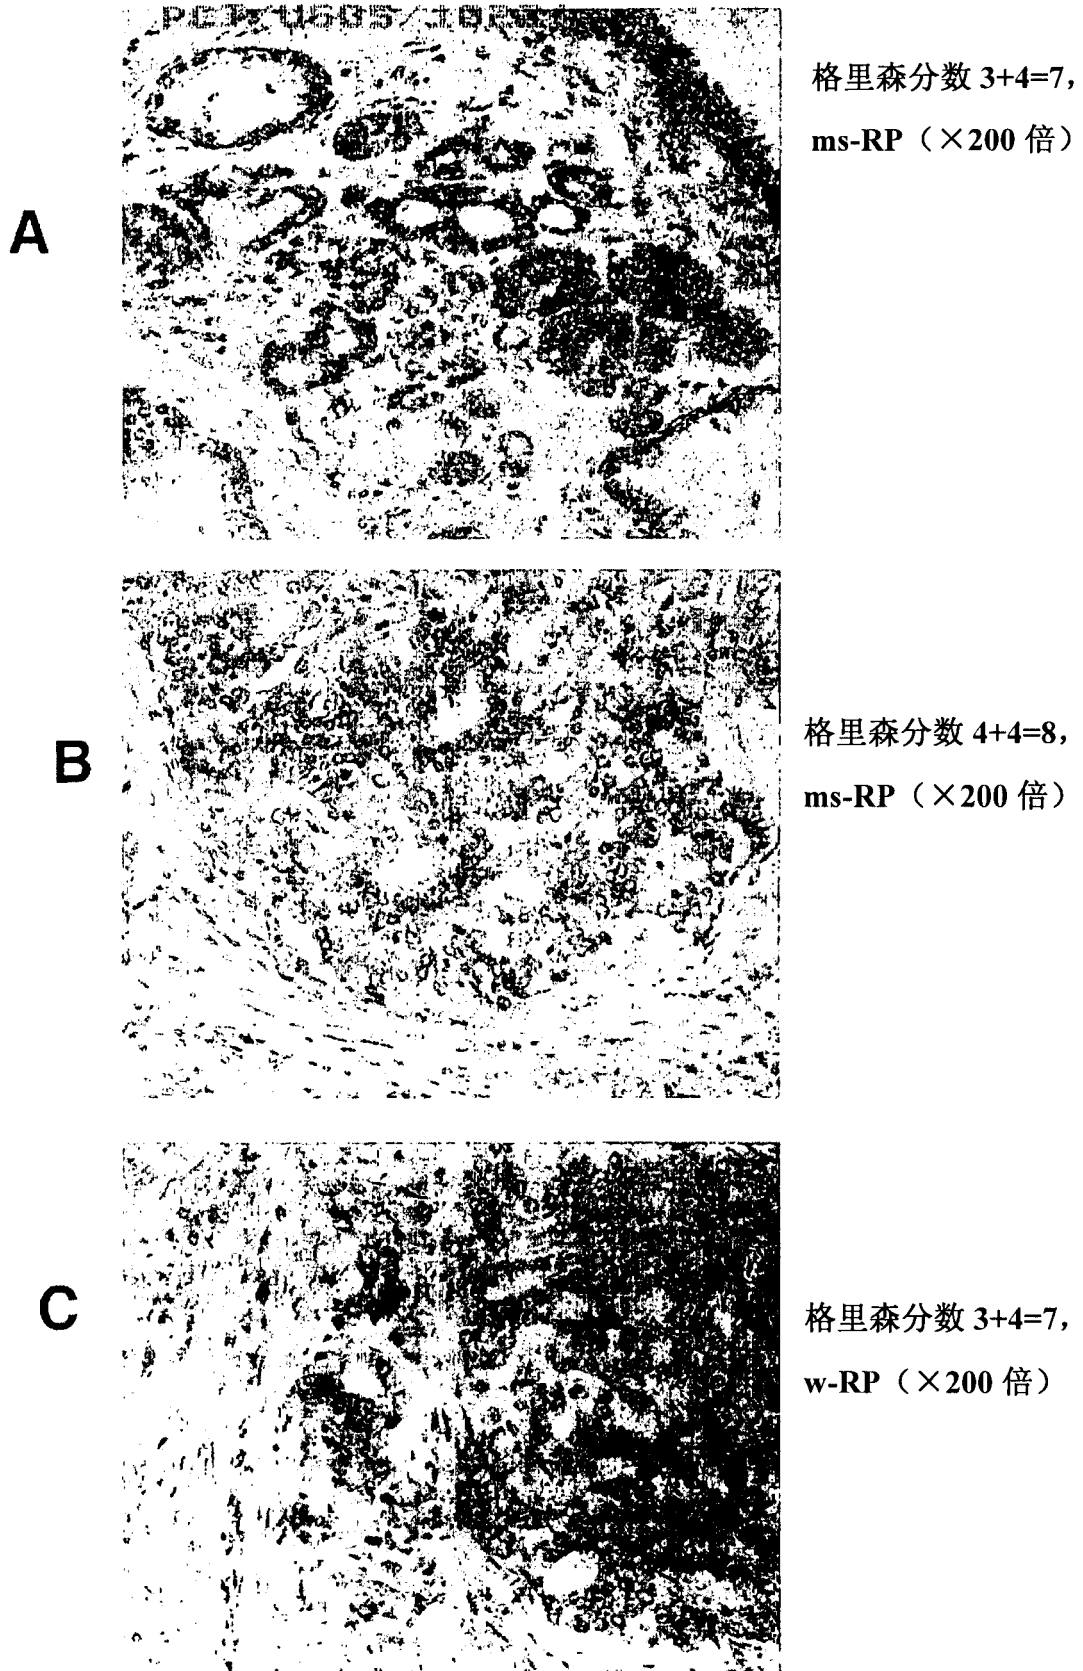 格里森分数 3+4=7，
ms-RP（×200 倍）
A
格里森分数 4+4=8，
ms-RP（×200 倍）
B
格里森分数 3+4=7，
w-RP（×200 倍）
C